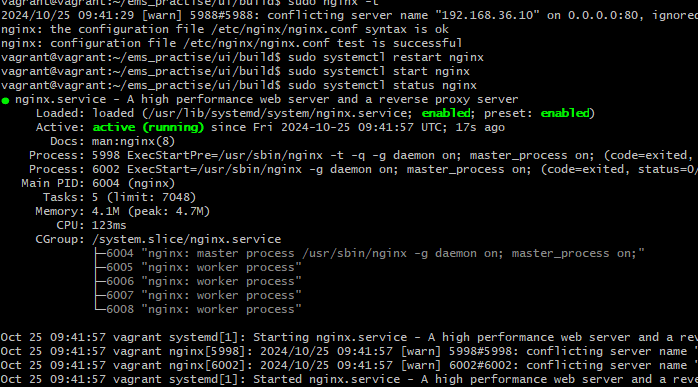 vagrant@vagrant:~/ems_practise/ui/build$ sudo nginx -t
2024/10/25 09:41:29 [warn] 5988#5988: conflicting server name "192.168.36.10" on 0.0.0.0:80, ignored
nginx: the configuration file /etc/nginx/nginx.conf syntax is ok
nginx: configuration file /etc/nginx/nginx.conf test is successful
vagrant@vagrant:~/ems_practise/ui/build$ sudo systemctl restart nginx
vagrant@vagrant:~/ems_practise/ui/build$ sudo systemctl start nginx
vagrant@vagrant:~/ems_practise/ui/build$ sudo systemctl status nginx
● nginx.service - A high performance web server and a reverse proxy server
Loaded: loaded (/usr/lib/systemd/system/nginx.service; enabled; preset: enabled)
Active: active (running) since Fri 2024-10-25 09:41:57 UTC; 17s ago
Docs: man:nginx(8)
Process: 5998 ExecStartPre=/usr/sbin/nginx -t -q -g daemon on; master_process on; (code=exited,
Process: 6002 ExecStart=/usr/sbin/nginx -g daemon on; master_process on; (code=exited, status=0/
Main PID: 6004 (nginx)
Tasks: 5 (limit: 7048)
Memory: 4.1M (peak: 4.7M)
CPU: 123ms
CGroup: /system.slice/nginx.service
├─6004 "nginx: master process /usr/sbin/nginx -g daemon on; master_process on;"
├─6005 "nginx: worker process"
├─6006 "nginx: worker process"
├─6007 "nginx: worker process"
└─6008 "nginx: worker process"
Oct 25 09:41:57 vagrant systemd[1]: Starting nginx.service - A high performance web server and a rev
Oct 25 09:41:57 vagrant nginx[5998]: 2024/10/25 09:41:57 [warn] 5998#5998: conflicting server name "
Oct 25 09:41:57 vagrant nginx[6002]: 2024/10/25 09:41:57 [warn] 6002#6002: conflicting server name "
Oct 25 09:41:57 vagrant systemd[1]: Started nginx.service - A high performance web server and a reve